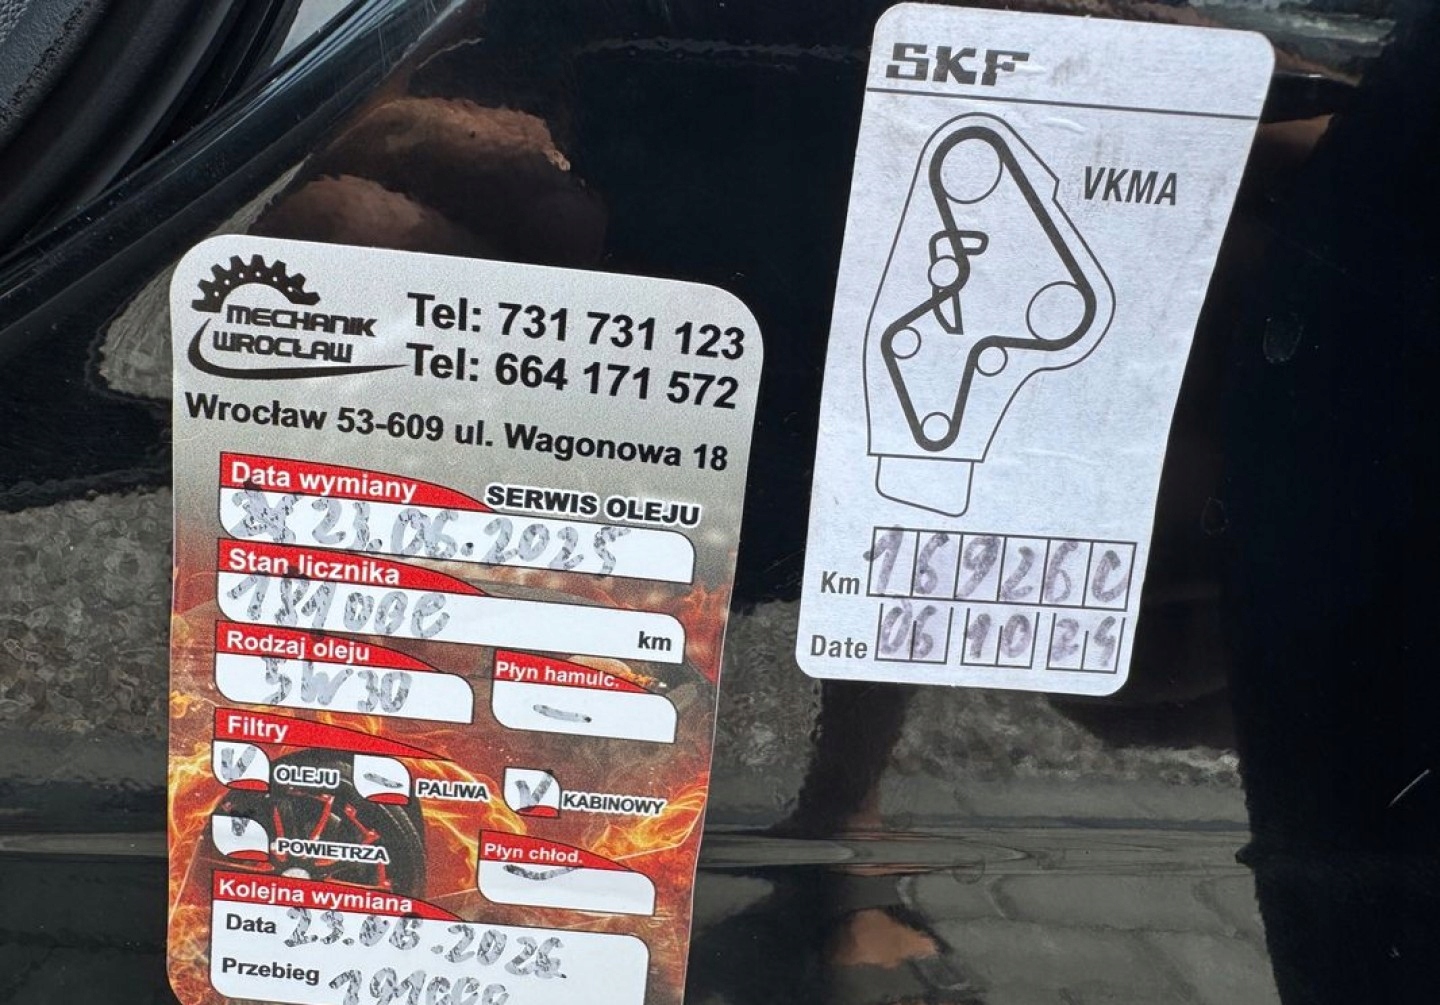 MECHANIK
WROCŁAW
Tel: 731 731 123
Tel: 664 171 572
Wrocław 53-609 ul. Wagonowa 18
Data wymiany
SERWIS OLEJU
23.06.2025
Stan licznika
181000
km
Rodzaj oleju
5W30
Płyn hamulc.
–
Filtry
V OLEJU
– PALIWA
V KABINOWY
V POWIETRZA
Płyn chłod.
–
Kolejna wymiana
Data 23.06.2026
Przebieg 191000
SKF
VKMA
Km 169260
Date 06 10 24